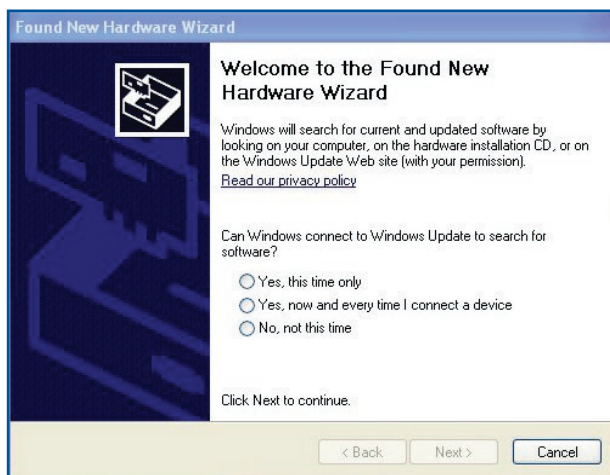 Found New Hardware Wizard
Welcome to the Found New
Hardware Wizard
Windows will search for current and updated software by
looking on your computer, on the hardware installation CD, or on
the Windows Update Web site (with your permission).
Read our privacy policy
Can Windows connect to Windows Update to search for
software?
Yes, this time only
Yes, now and every time I connect a device
No, not this time
Click Next to continue.
< Back
Next >
Cancel